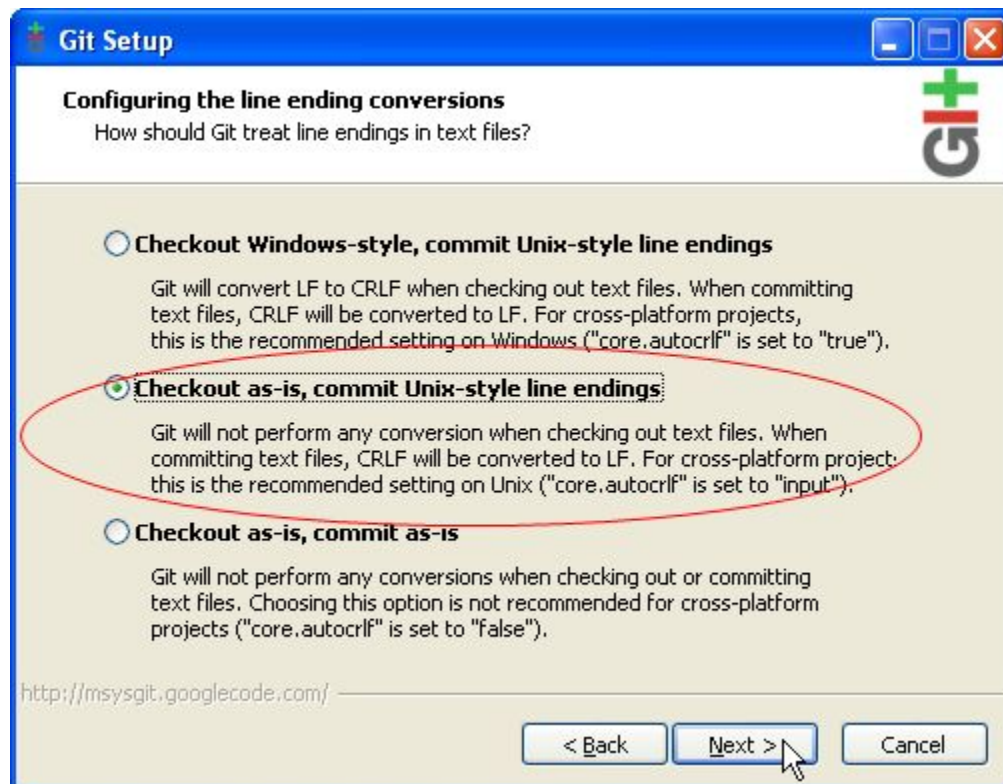 Git Setup
Configuring the line ending conversions
How should Git treat line endings in text files?
GIt
Checkout Windows-style, commit Unix-style line endings
Git will convert LF to CRLF when checking out text files. When committing
text files, CRLF will be converted to LF. For cross-platform projects,
this is the recommended setting on Windows ("core.autocrlf" is set to "true").
Checkout as-is, commit Unix-style line endings
Git will not perform any conversion when checking out text files. When
committing text files, CRLF will be converted to LF. For cross-platform project
this is the recommended setting on Unix ("core.autocrlf" is set to "input").
Checkout as-is, commit as-is
Git will not perform any conversions when checking out or committing
text files. Choosing this option is not recommended for cross-platform
projects ("core.autocrlf" is set to "false").
http://msysgit.googlecode.com/
< Back
Next >
Cancel